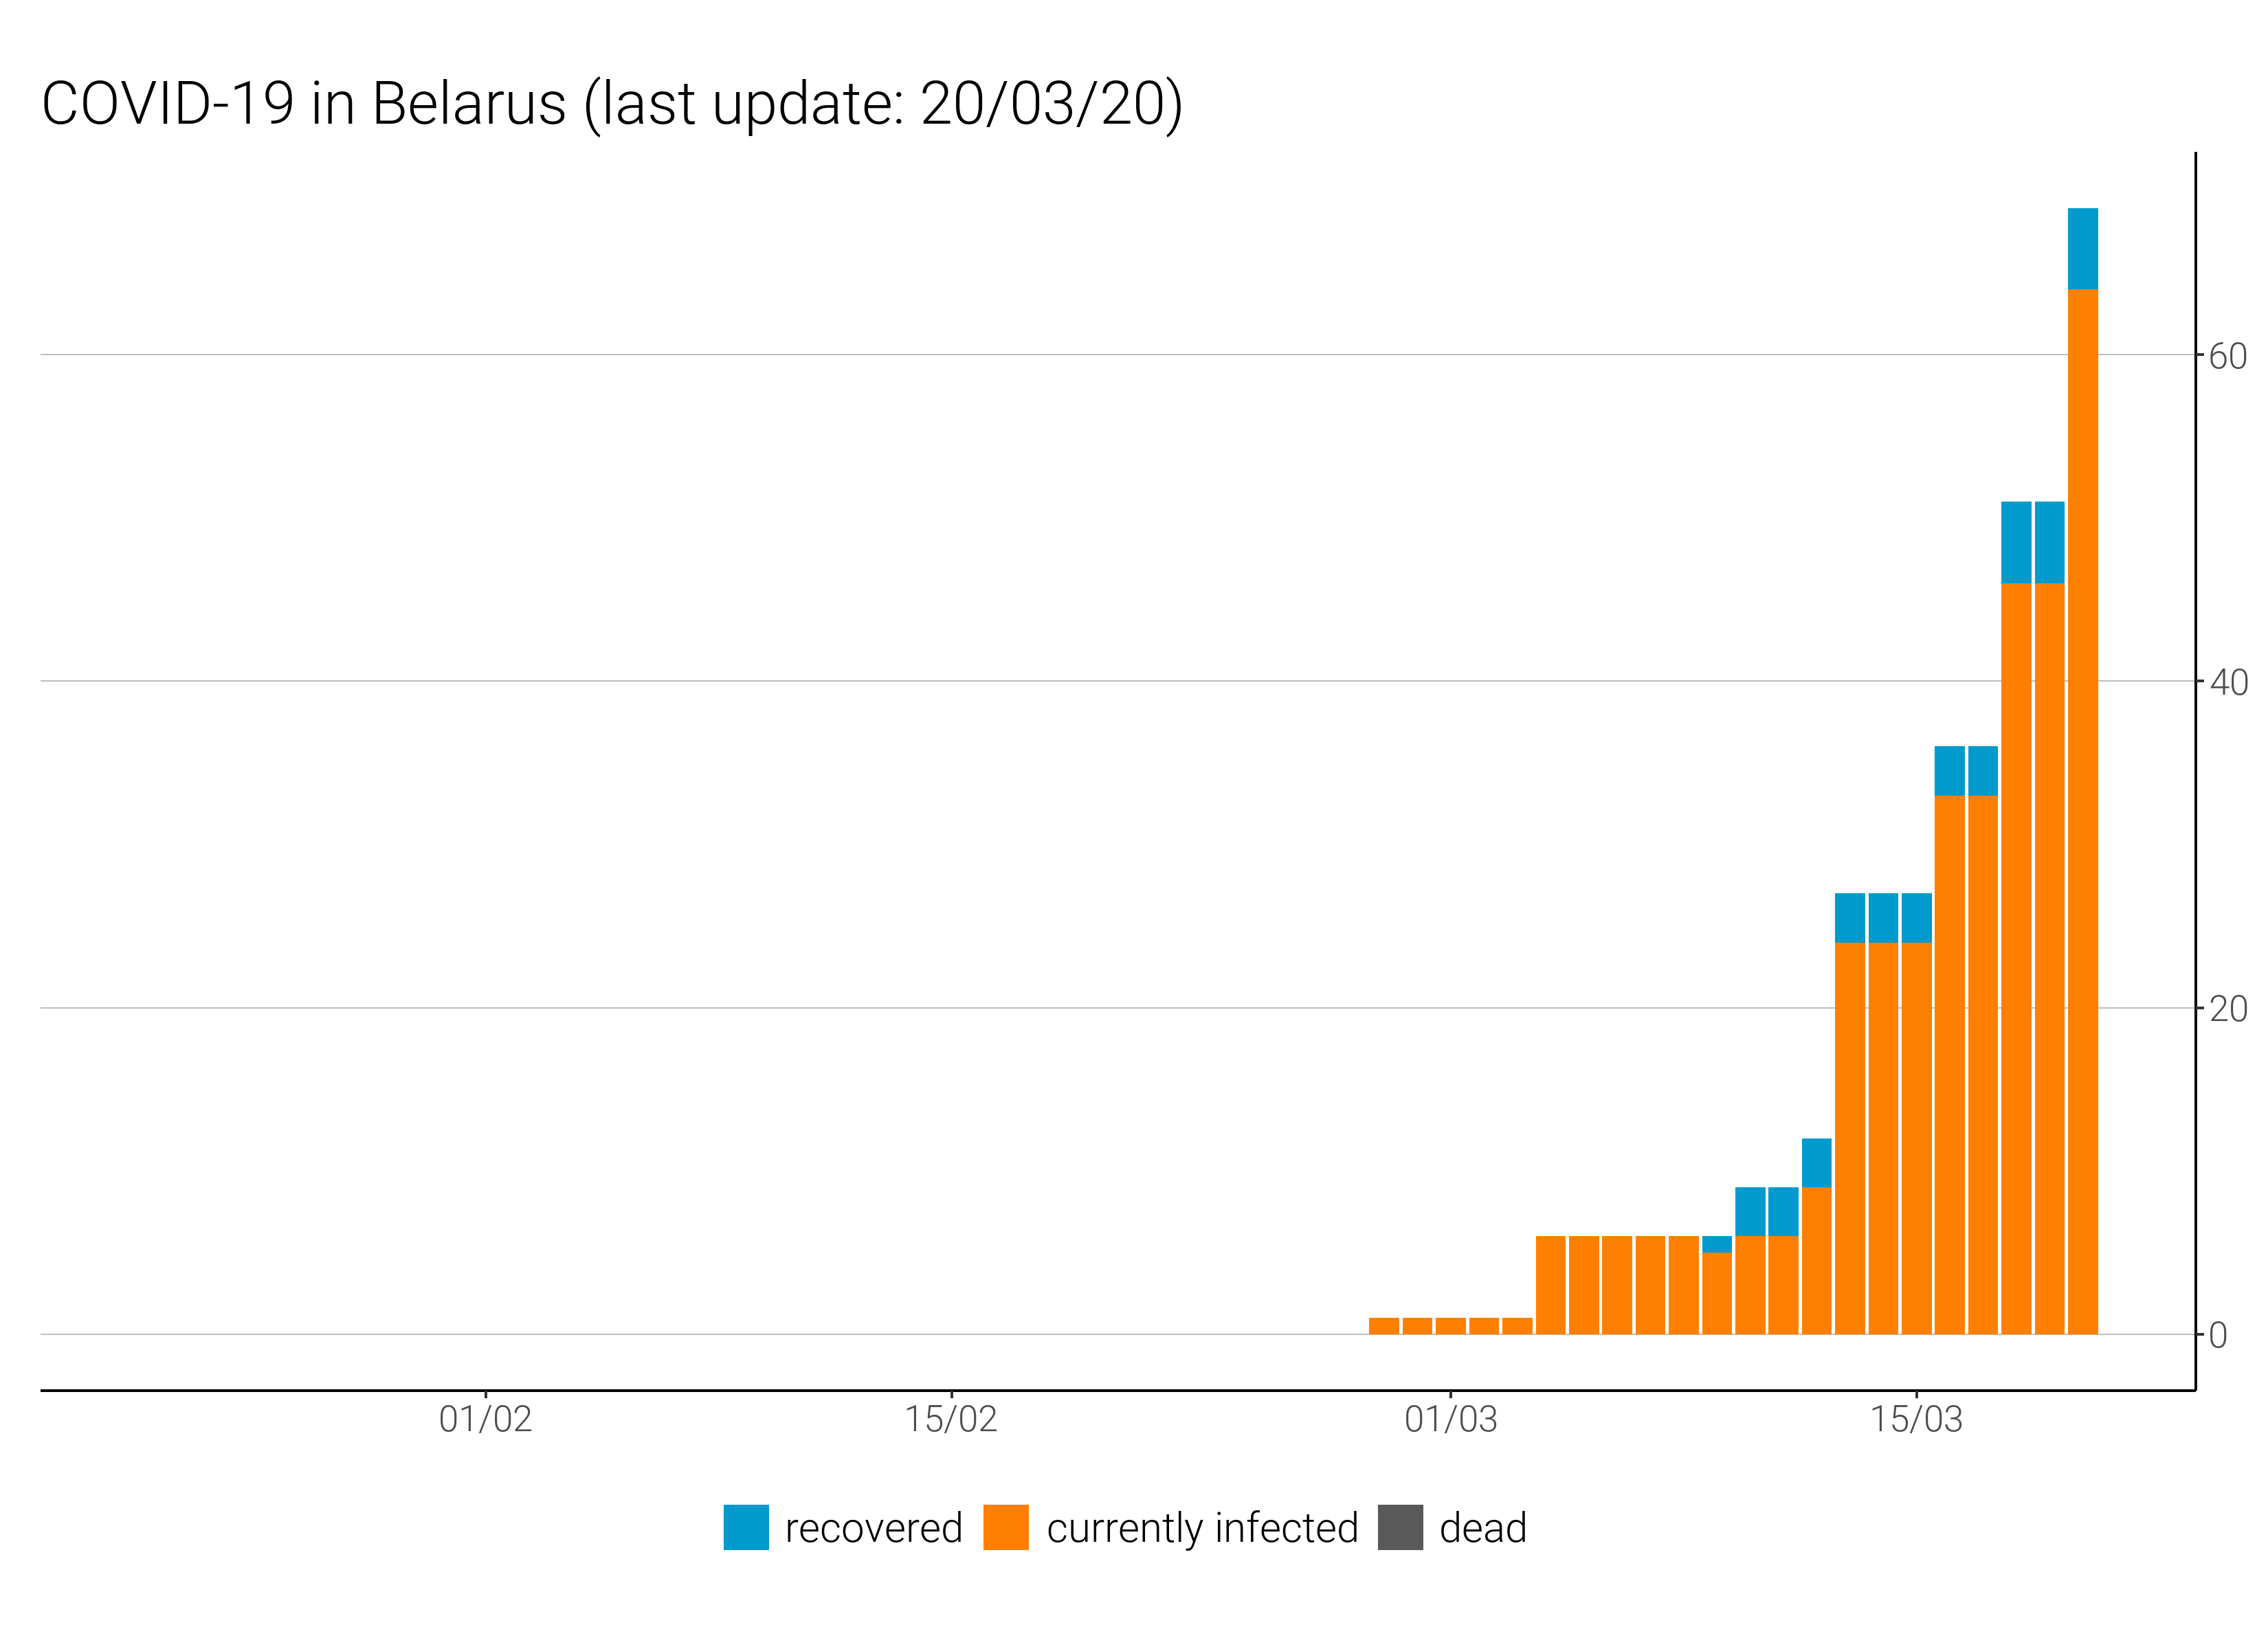 COVID-19 in Belarus (last update: 20/03/20)
60
40
20
0
01/02 15/02 01/03 15/03
recovered currently infected dead